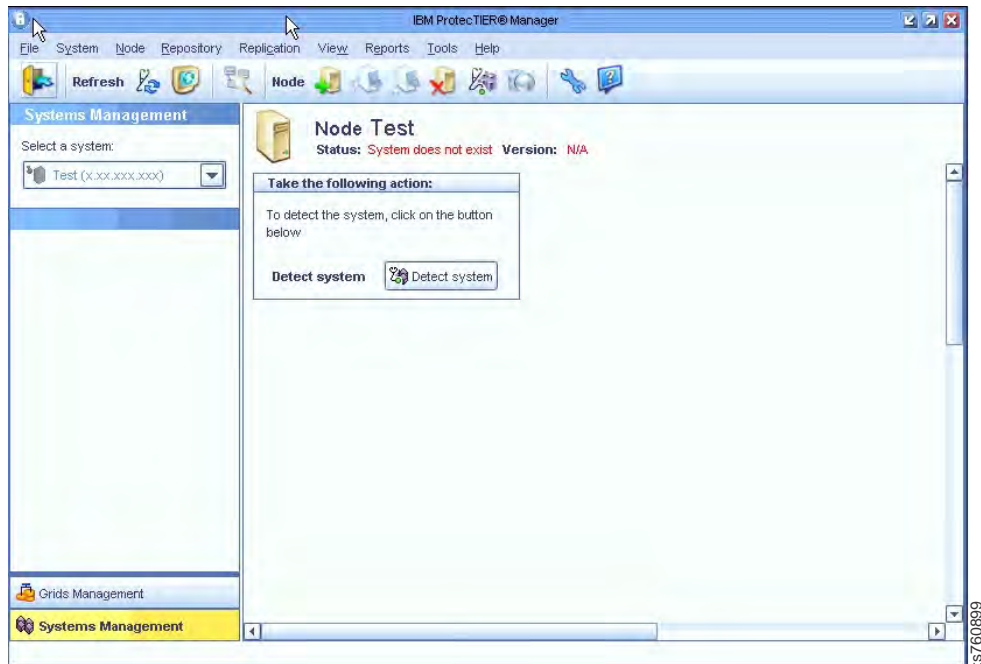 IBM ProtecTIER® Manager
File System Node Repository Replication View Reports Tools Help
Refresh Node
Systems Management
Select a system:
Test (x.xx.xxx.xxx)
Node Test
Status: System does not exist Version: N/A
Take the following action:
To detect the system, click on the button
below
Detect system Detect system
Grids Management
Systems Management